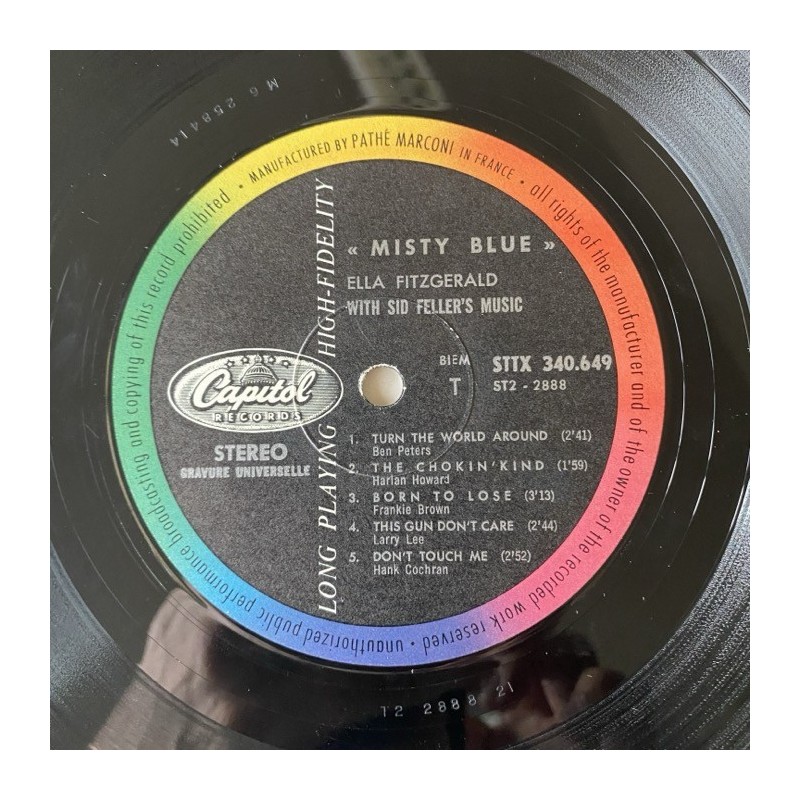 M6 25841A
• MANUFACTURED BY PATHÉ MARCONI IN FRANCE • all rights of the manufacturer and of the owner of the recorded work reserved • unauthorized public performance broadcasting and copying of this record prohibited
LONG PLAYING HIGH-FIDELITY
« MISTY BLUE »
ELLA FITZGERALD
WITH SID FELLER'S MUSIC
BIEM STTX 340.649
T ST2 - 2888
Capitol
RECORDS
STEREO
GRAVURE UNIVERSELLE
1. TURN THE WORLD AROUND (2'41)
Ben Peters
2. THE CHOKIN' KIND (1'59)
Harlan Howard
3. BORN TO LOSE (3'13)
Frankie Brown
4. THIS GUN DON'T CARE (2'44)
Larry Lee
5. DON'T TOUCH ME (2'52)
Hank Cochran
T2 2888 21